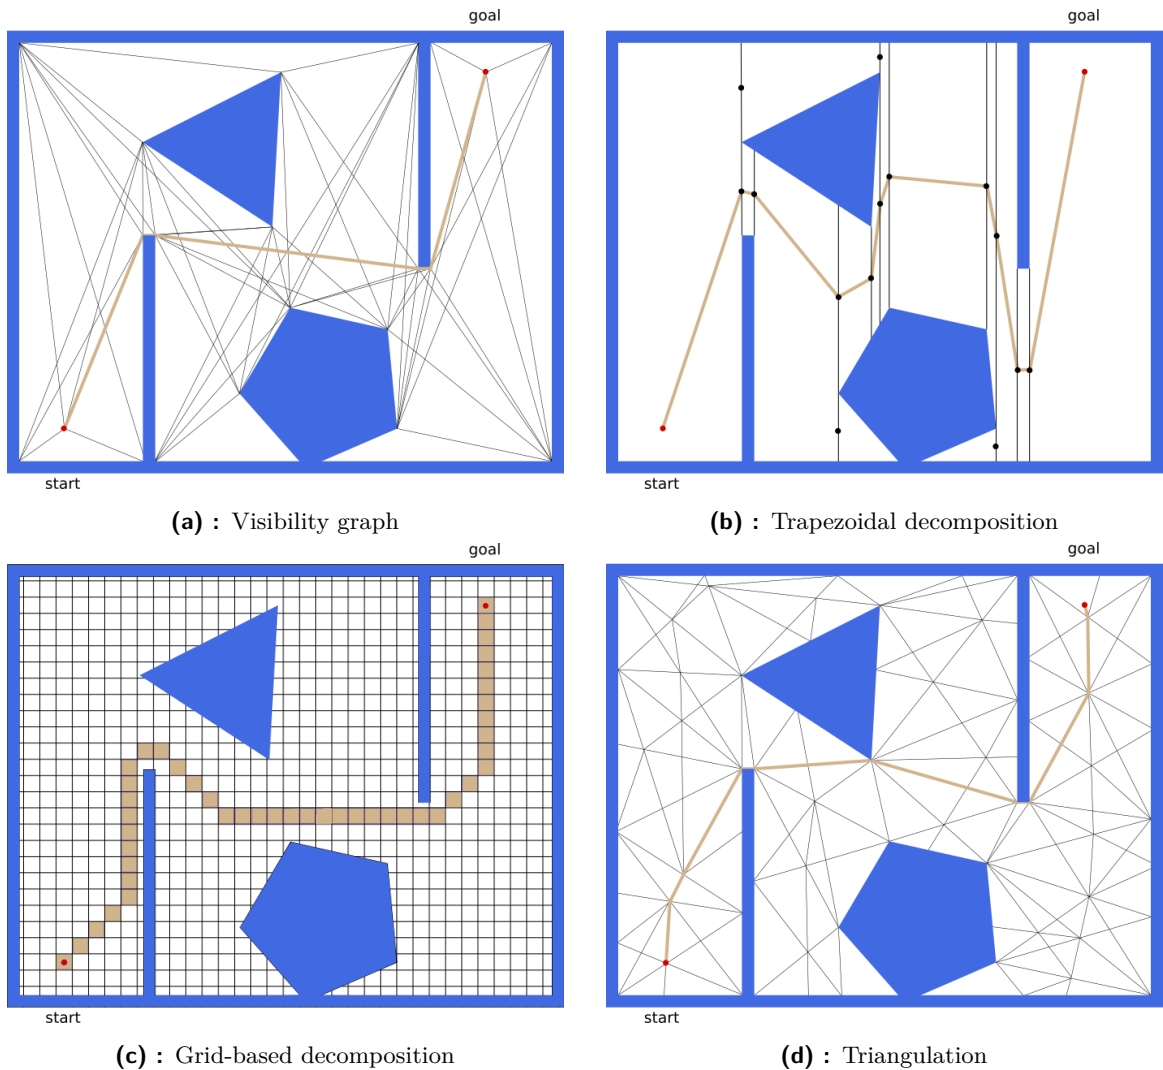 goal
goal
start
start
(a) : Visibility graph
(b) : Trapezoidal decomposition
goal
goal
start
start
(c) : Grid-based decomposition
(d) : Triangulation